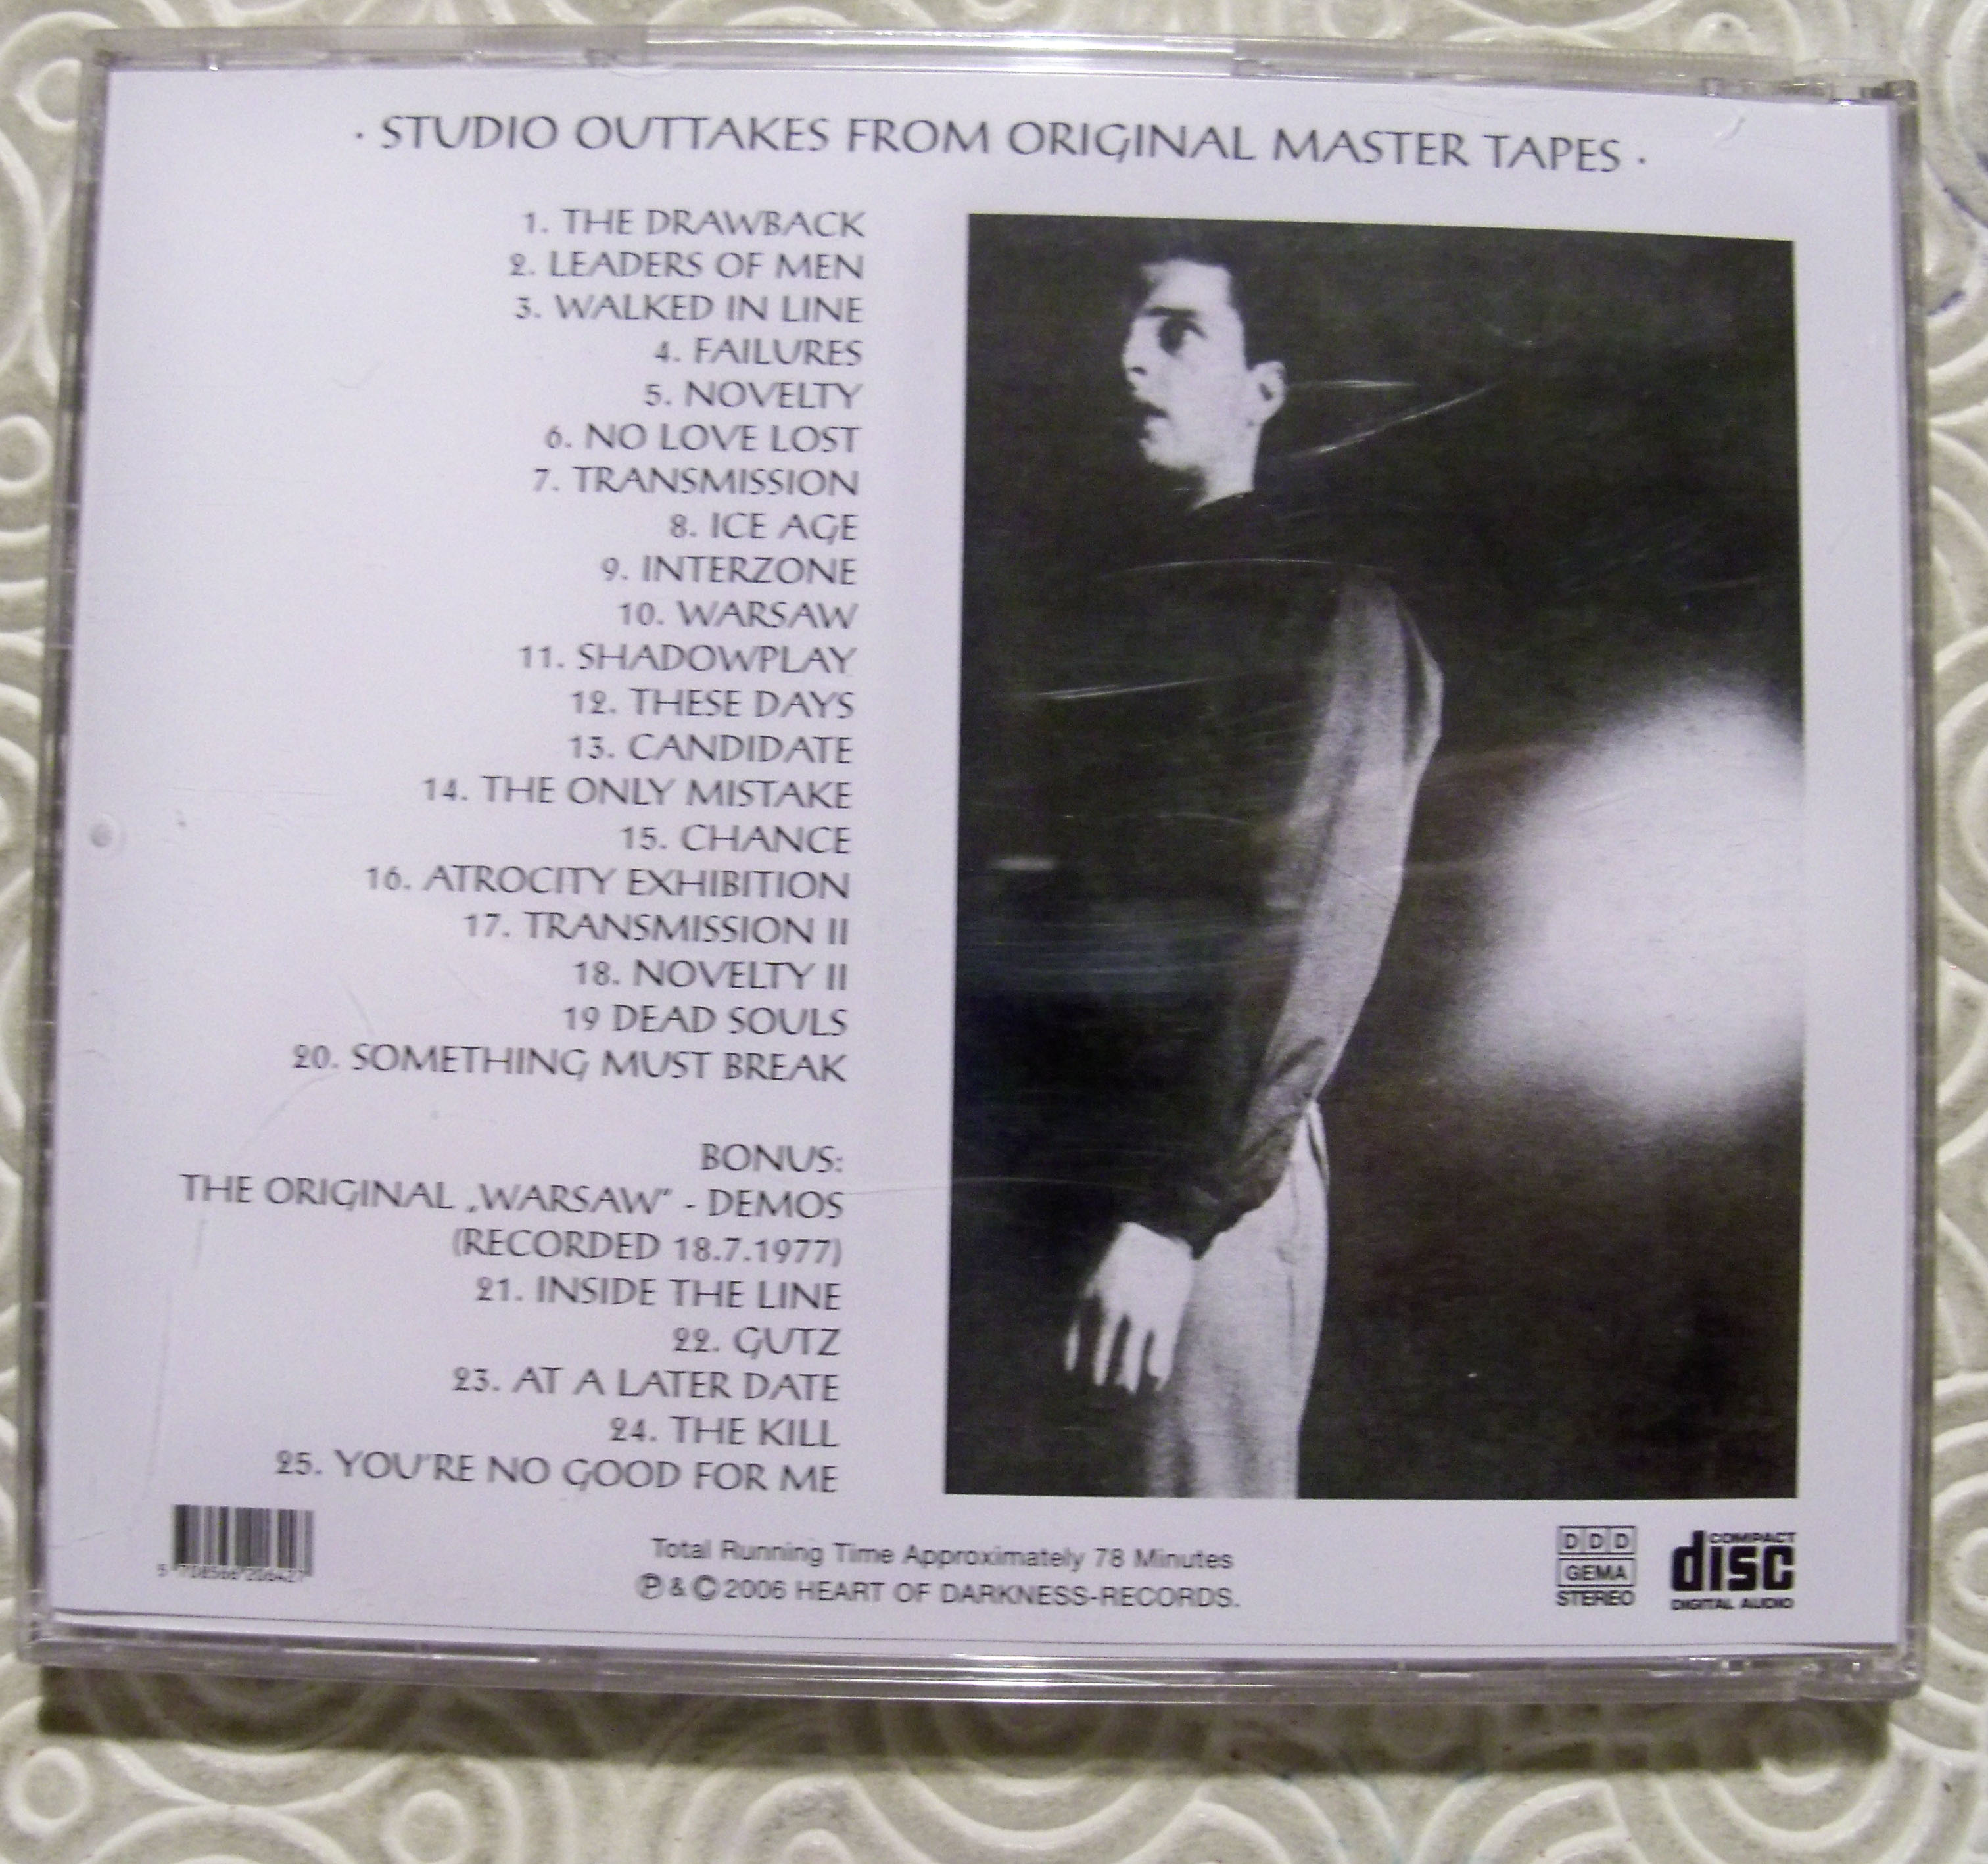 · STUDIO OUTTAKES FROM ORIGINAL MASTER TAPES ·
1. THE DRAWBACK
2. LEADERS OF MEN
3. WALKED IN LINE
4. FAILURES
5. NOVELTY
6. NO LOVE LOST
7. TRANSMISSION
8. ICE AGE
9. INTERZONE
10. WARSAW
11. SHADOWPLAY
12. THESE DAYS
13. CANDIDATE
14. THE ONLY MISTAKE
15. CHANCE
16. ATROCITY EXHIBITION
17. TRANSMISSION II
18. NOVELTY II
19 DEAD SOULS
20. SOMETHING MUST BREAK
BONUS:
THE ORIGINAL „WARSAW" - DEMOS
(RECORDED 18.7.1977)
21. INSIDE THE LINE
22. GUTZ
23. AT A LATER DATE
24. THE KILL
25. YOU'RE NO GOOD FOR ME
5 708566 206427
Total Running Time Approximately 78 Minutes
℗ & © 2006 HEART OF DARKNESS-RECORDS.
DDD
GEMA
STEREO
COMPACT
disc
DIGITAL AUDIO